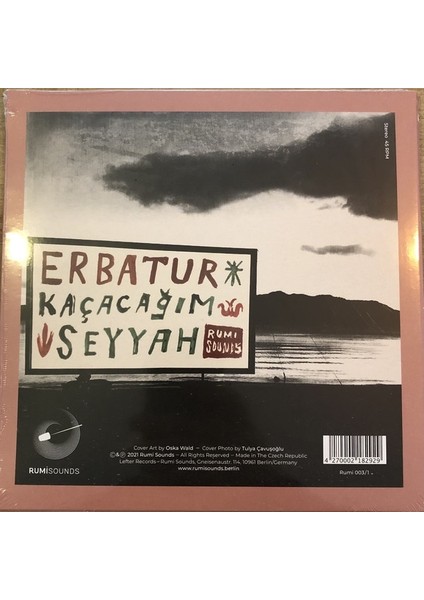 Stereo 45 RPM
ERBATUR
KAÇACAĞIM
SEYYAH RUMI SOUNDS
Cover Art by Oska Wald – Cover Photo by Tulya Çavuşoğlu
©&℗ 2021 Rumi Sounds – All Rights Reserved – Made in The Czech Republic
Lefter Records–Rumi Sounds, Gneisenaustr. 114, 10961 Berlin/Germany
www.rumisounds.berlin
4 270002 182929
RUMİSOUNDS
Rumi 003/1